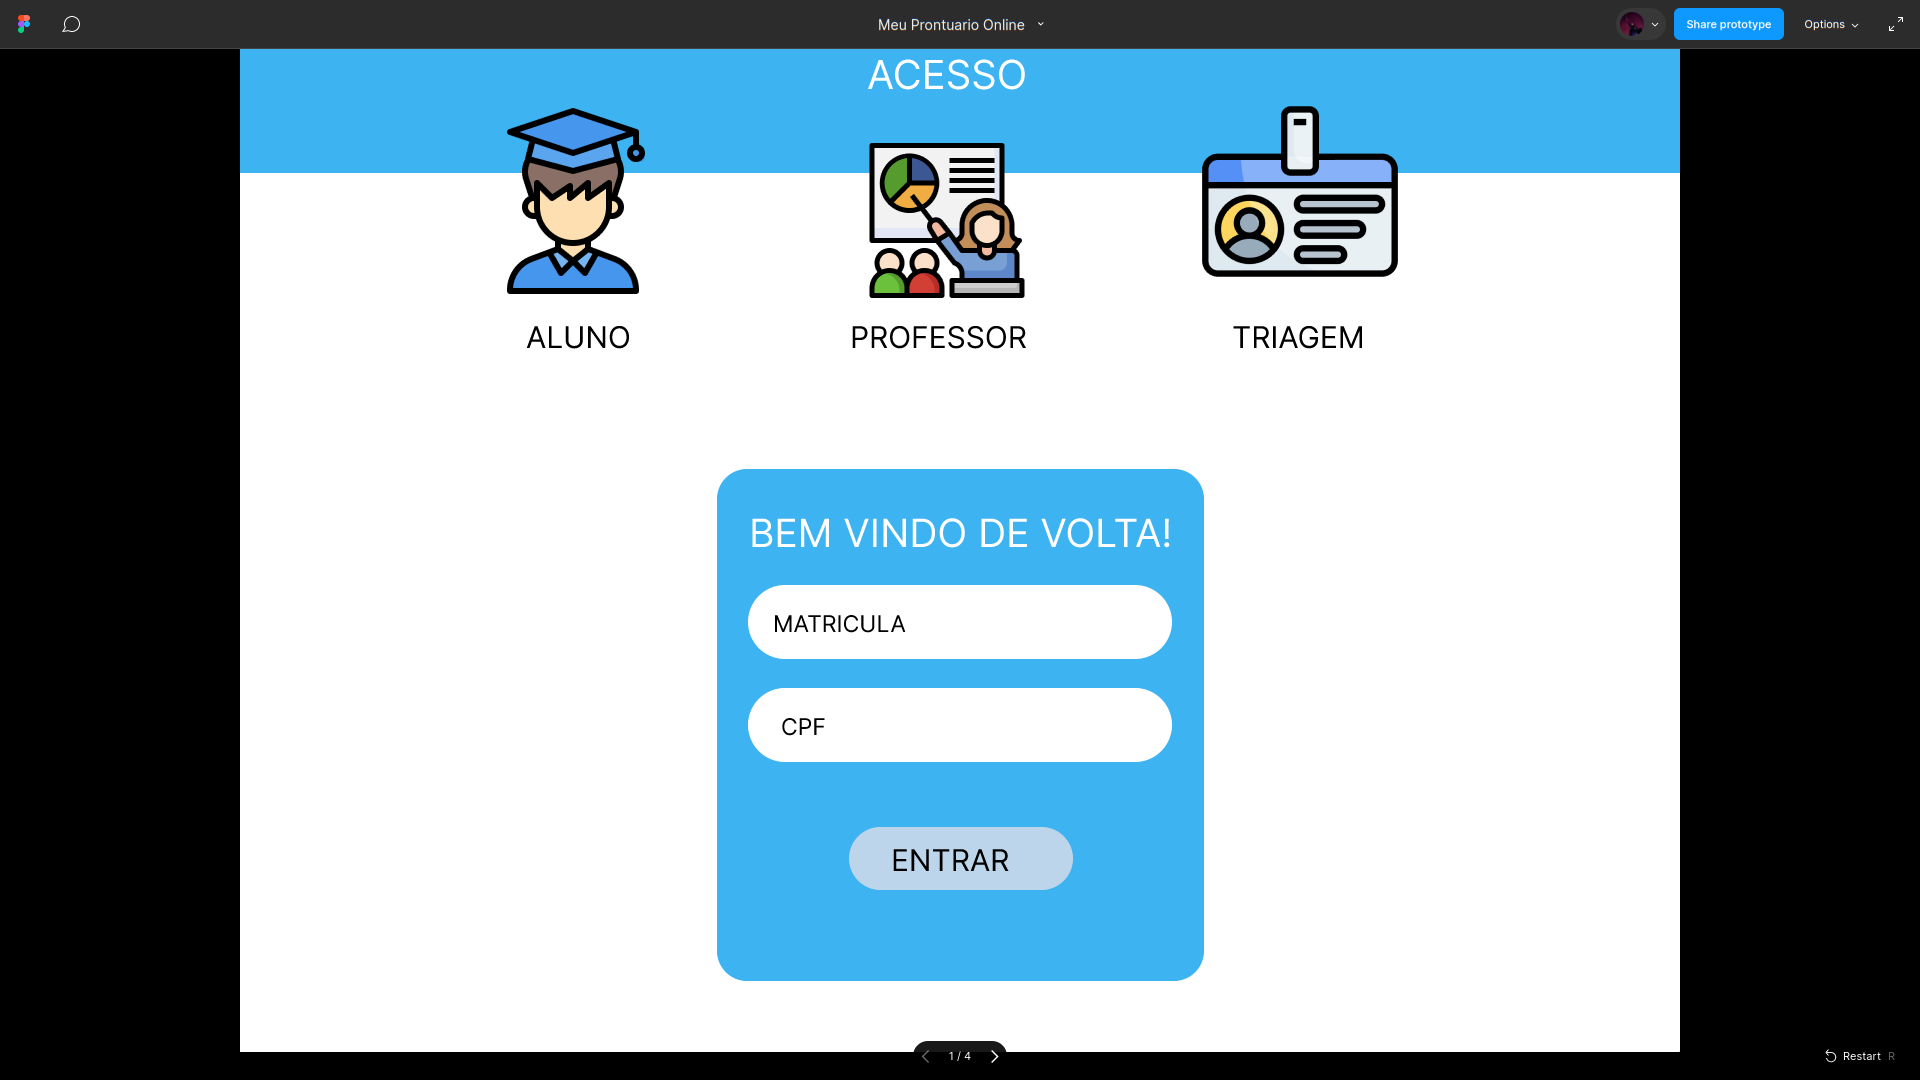 Meu Prontuario Online
Share prototype
Options
ACESSO
ALUNO
PROFESSOR
TRIAGEM
BEM VINDO DE VOLTA!
MATRICULA
CPF
ENTRAR
1 / 4
Restart R